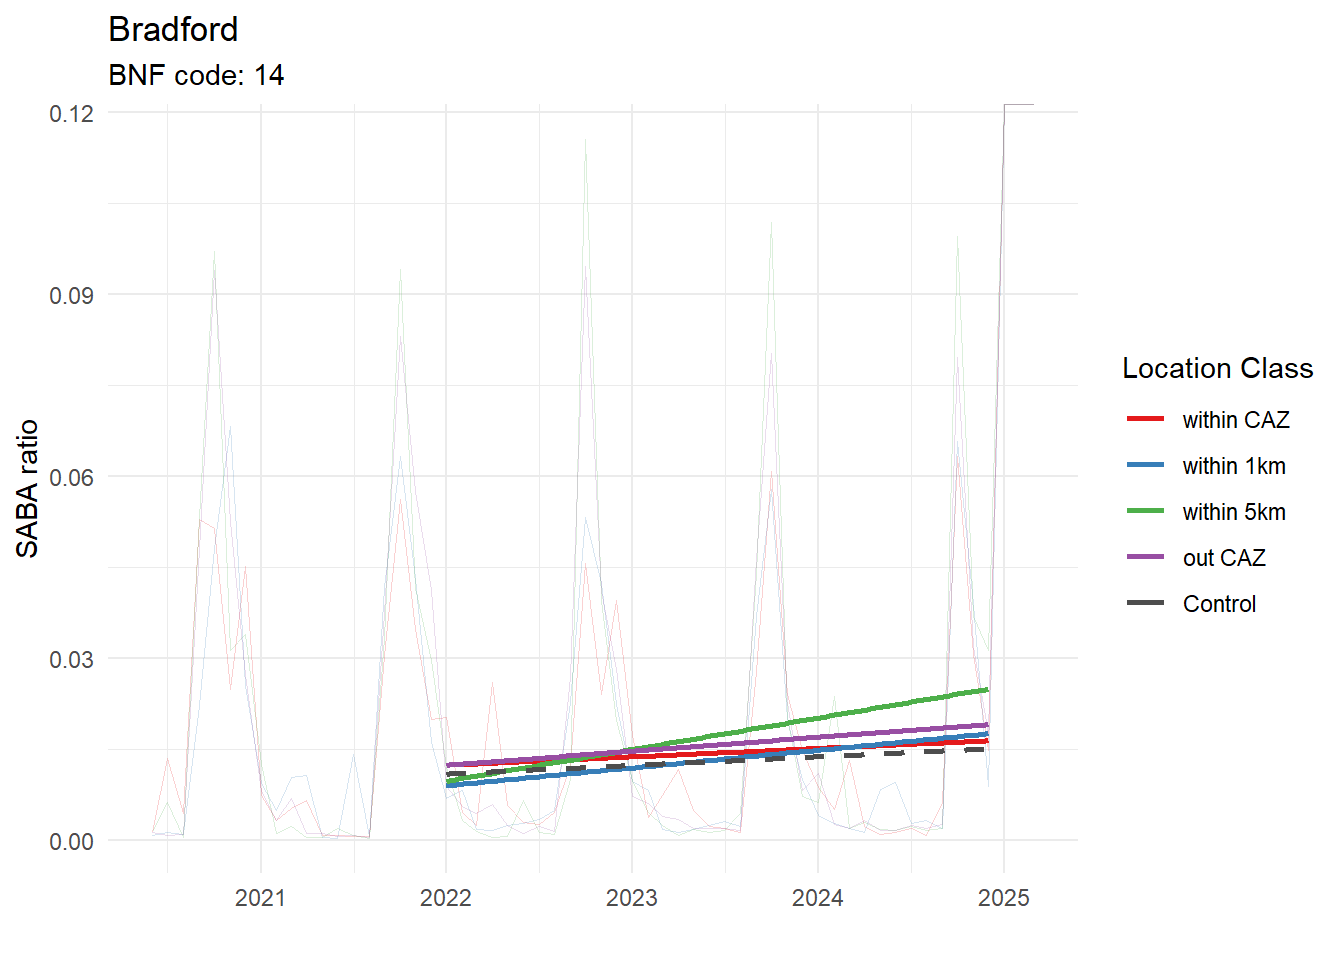 Bradford
BNF code: 14
0.12
0.09
0.06
0.03
0.00
SABA ratio
2021
2022
2023
2024
2025
Location Class
within CAZ
within 1km
within 5km
out CAZ
Control